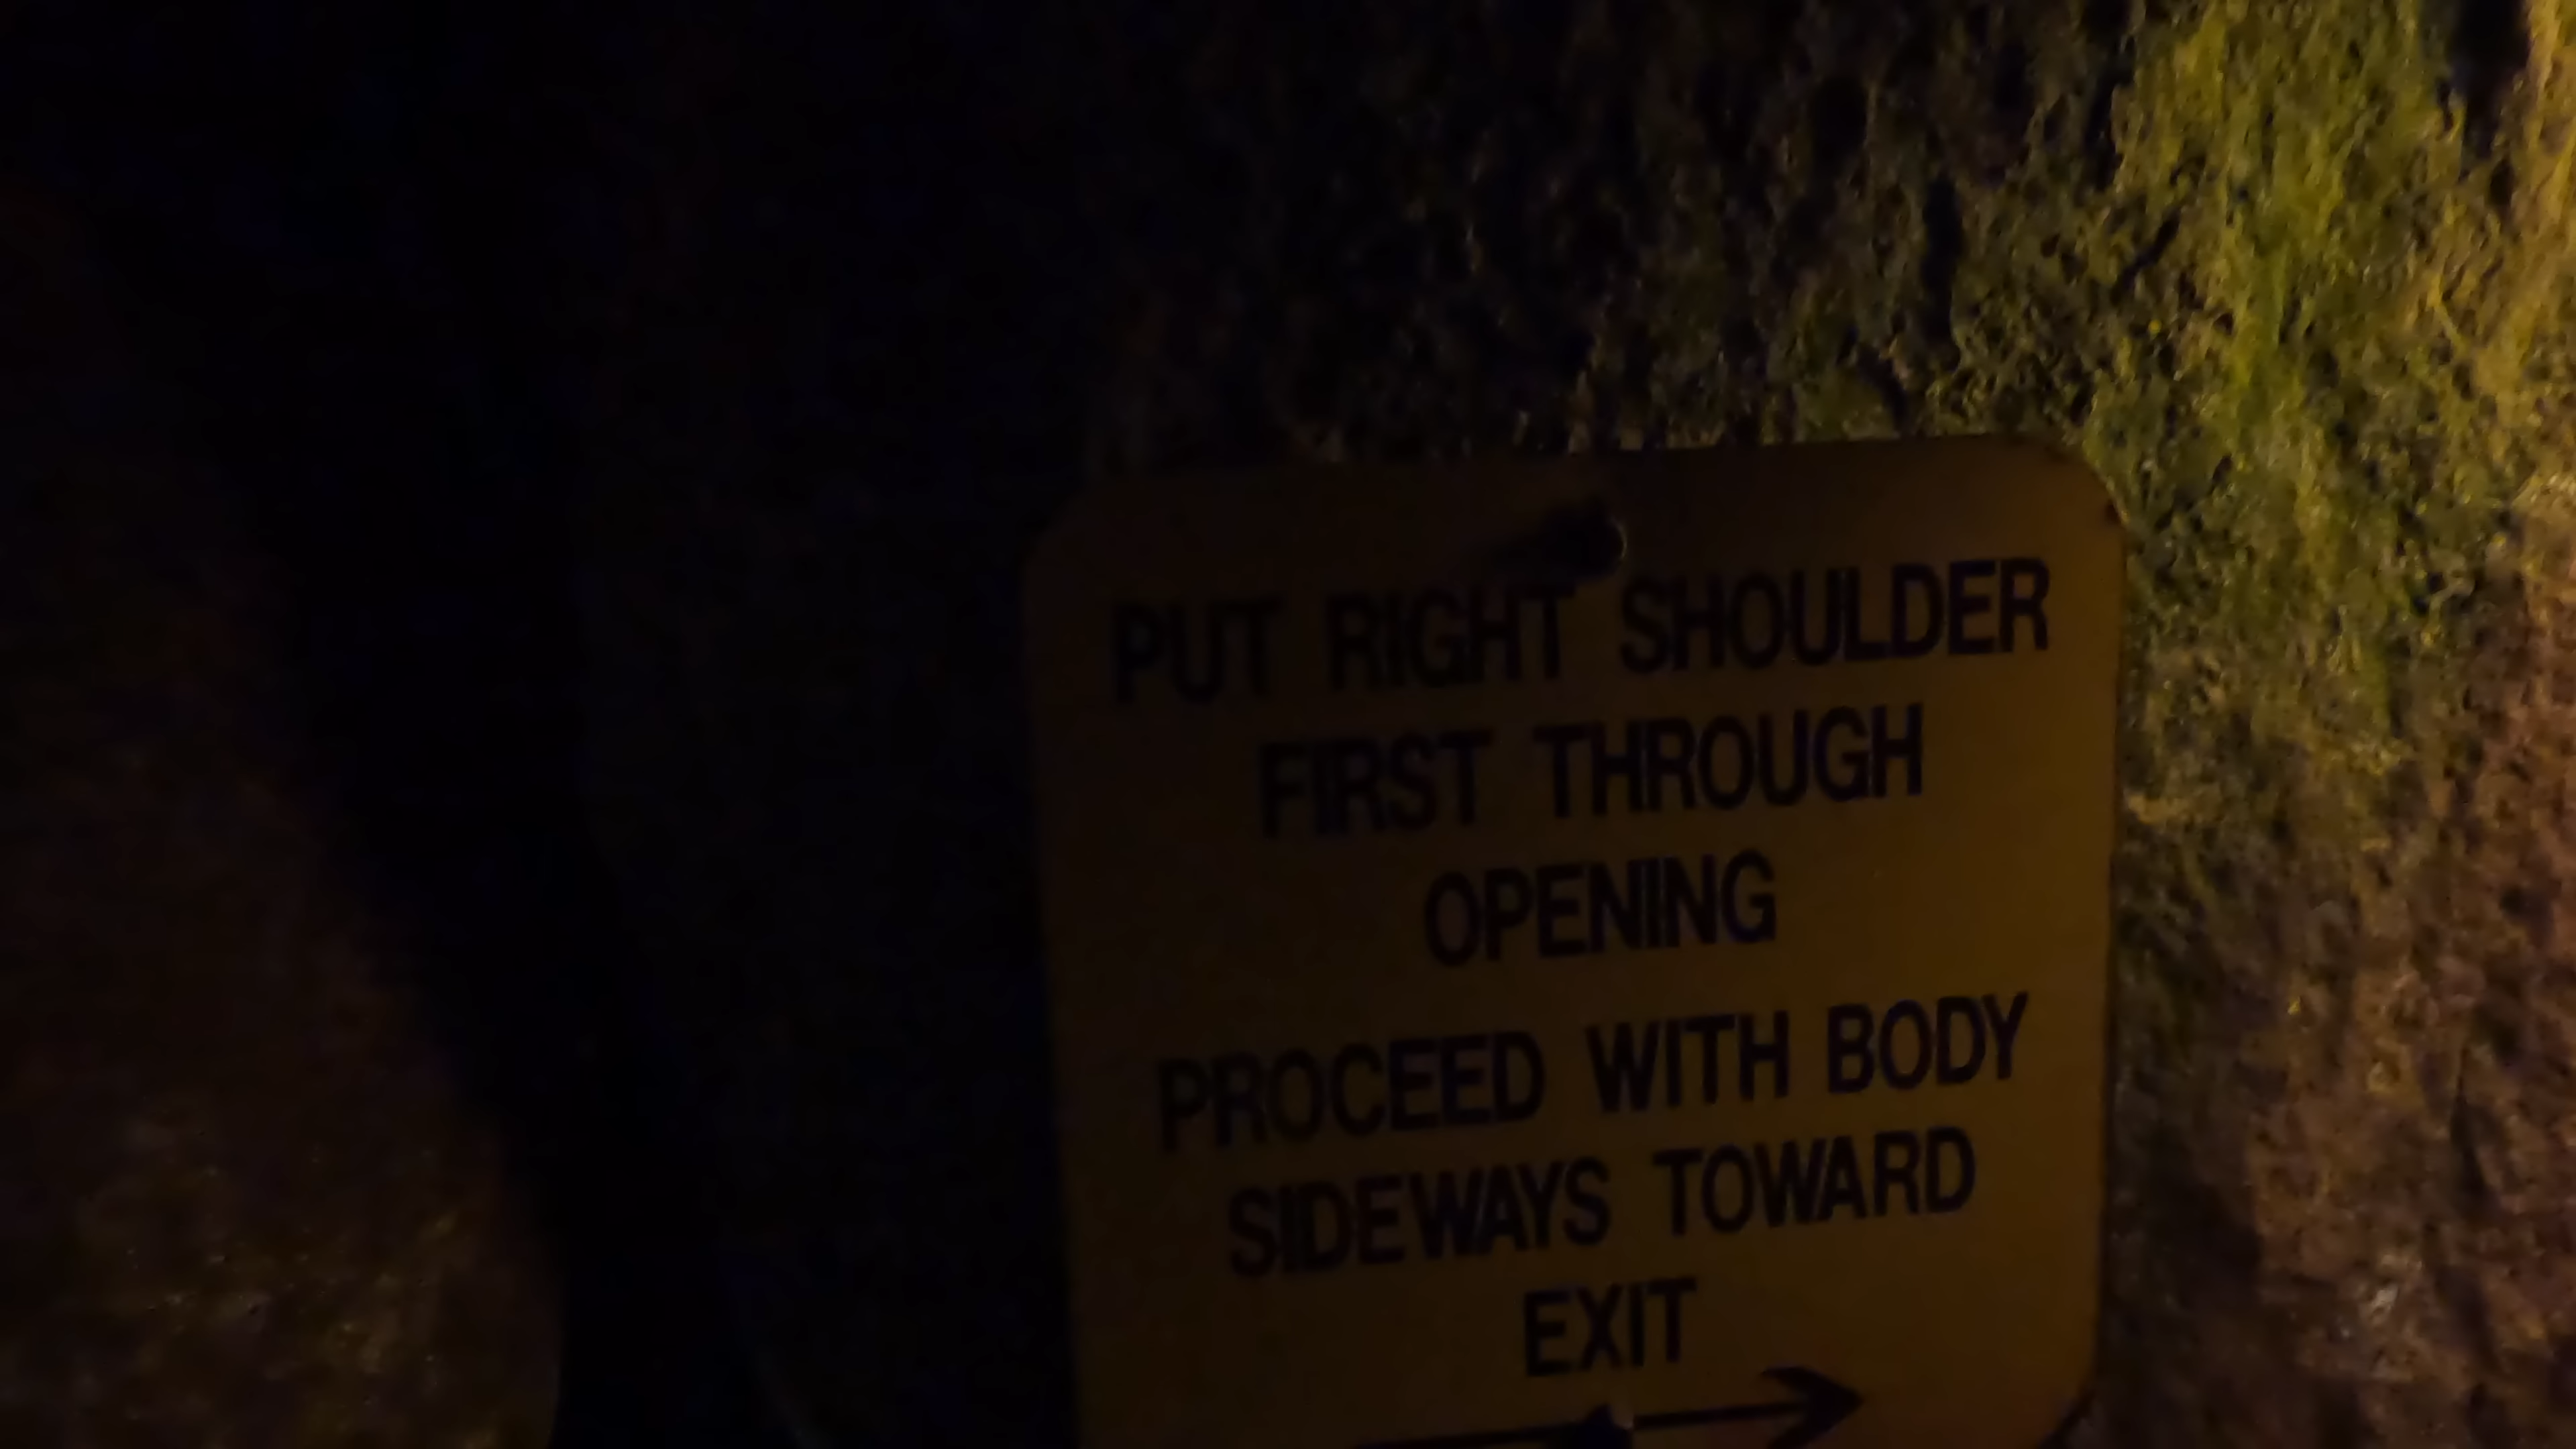 PUT RIGHT SHOULDER
FIRST THROUGH
OPENING
PROCEED WITH BODY
SIDEWAYS TOWARD
EXIT